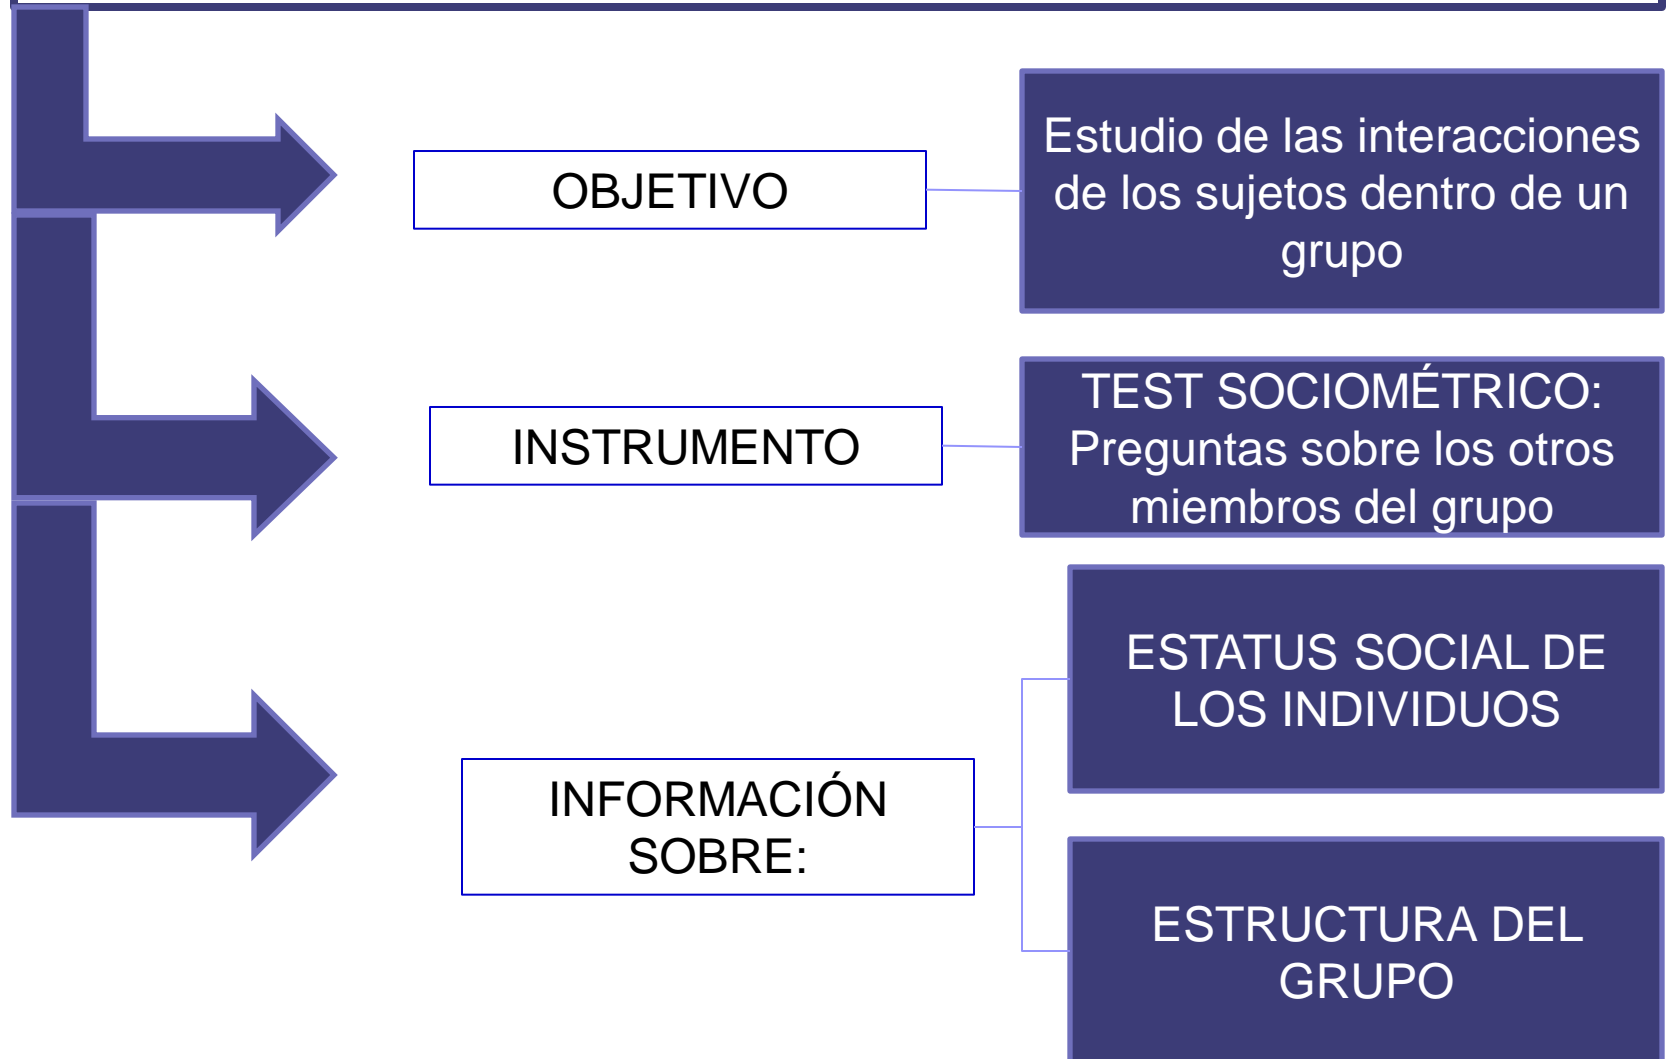 OBJETIVO
Estudio de las interacciones
de los sujetos dentro de un
grupo
INSTRUMENTO
TEST SOCIOMÉTRICO:
Preguntas sobre los otros
miembros del grupo
INFORMACIÓN
SOBRE:
ESTATUS SOCIAL DE
LOS INDIVIDUOS
ESTRUCTURA DEL
GRUPO